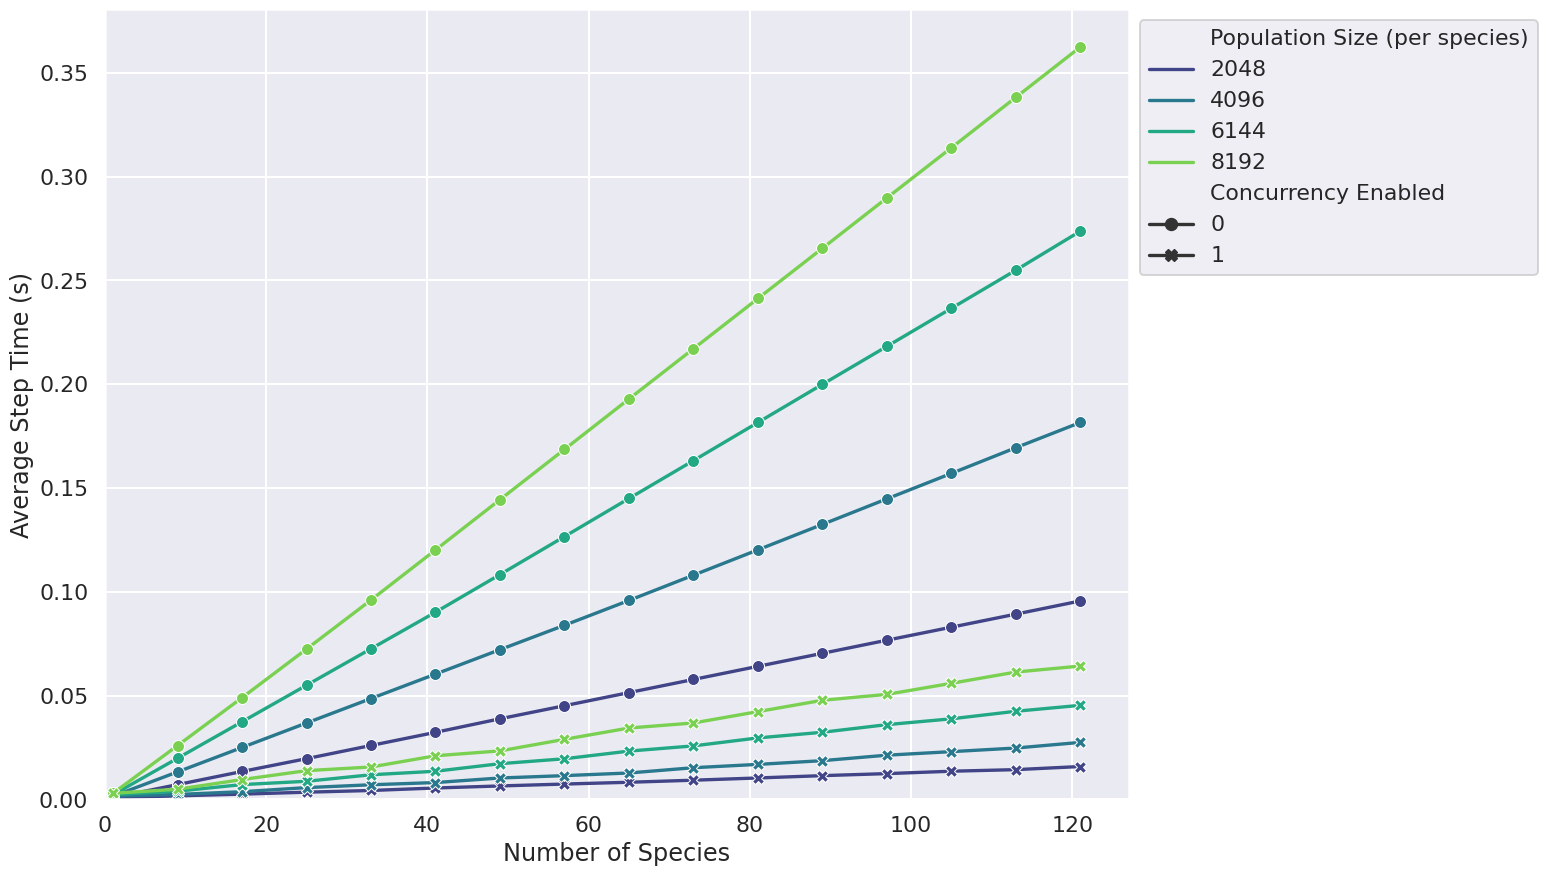 Population Size (per species)
2048
4096
6144
8192
Concurrency Enabled
0
1
Average Step Time (s)
0.35
0.30
0.25
0.20
0.15
0.10
0.05
0.00
0 20 40 60 80 100 120
Number of Species